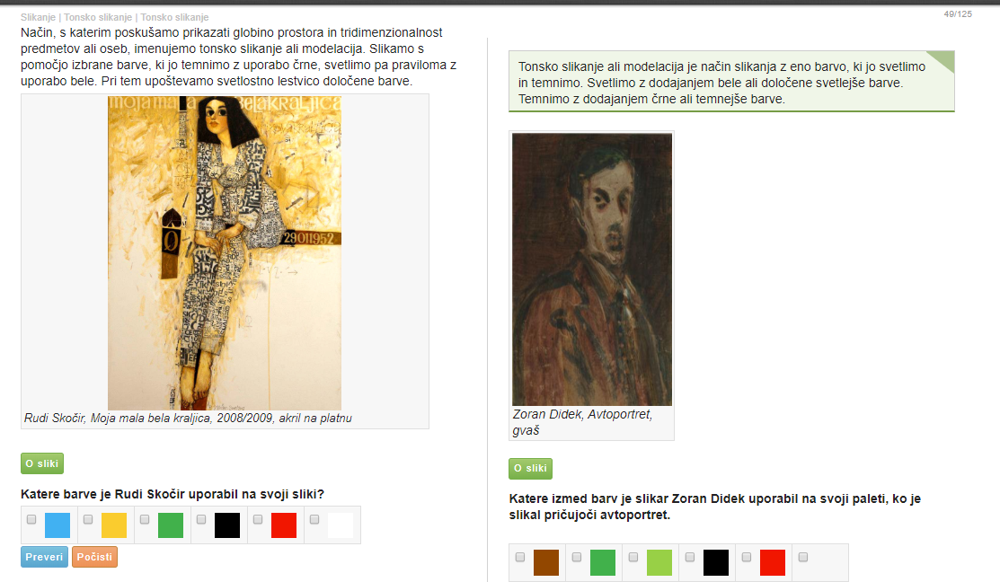 Slikanje | Tonsko slikanje | Tonsko slikanje
49/125
Način, s katerim poskušamo prikazati globino prostora in tridimenzionalnost
predmetov ali oseb, imenujemo tonsko slikanje ali modelacija. Slikamo s
pomočjo izbrane barve, ki jo temnimo z uporabo črne, svetlimo pa praviloma z
uporabo bele. Pri tem upoštevamo svetlostno lestvico določene barve.
mojamala belakraljica
29011952
Rudi Skočir, Moja mala bela kraljica, 2008/2009, akril na platnu
O sliki
Katere barve je Rudi Skočir uporabil na svoji sliki?
Preveri Počisti
Tonsko slikanje ali modelacija je način slikanja z eno barvo, ki jo svetlimo
in temnimo. Svetlimo z dodajanjem bele ali določene svetlejše barve.
Temnimo z dodajanjem črne ali temnejše barve.
Zoran Didek, Avtoportret,
gvaš
O sliki
Katere izmed barv je slikar Zoran Didek uporabil na svoji paleti, ko je
slikal pričujoči avtoportret.